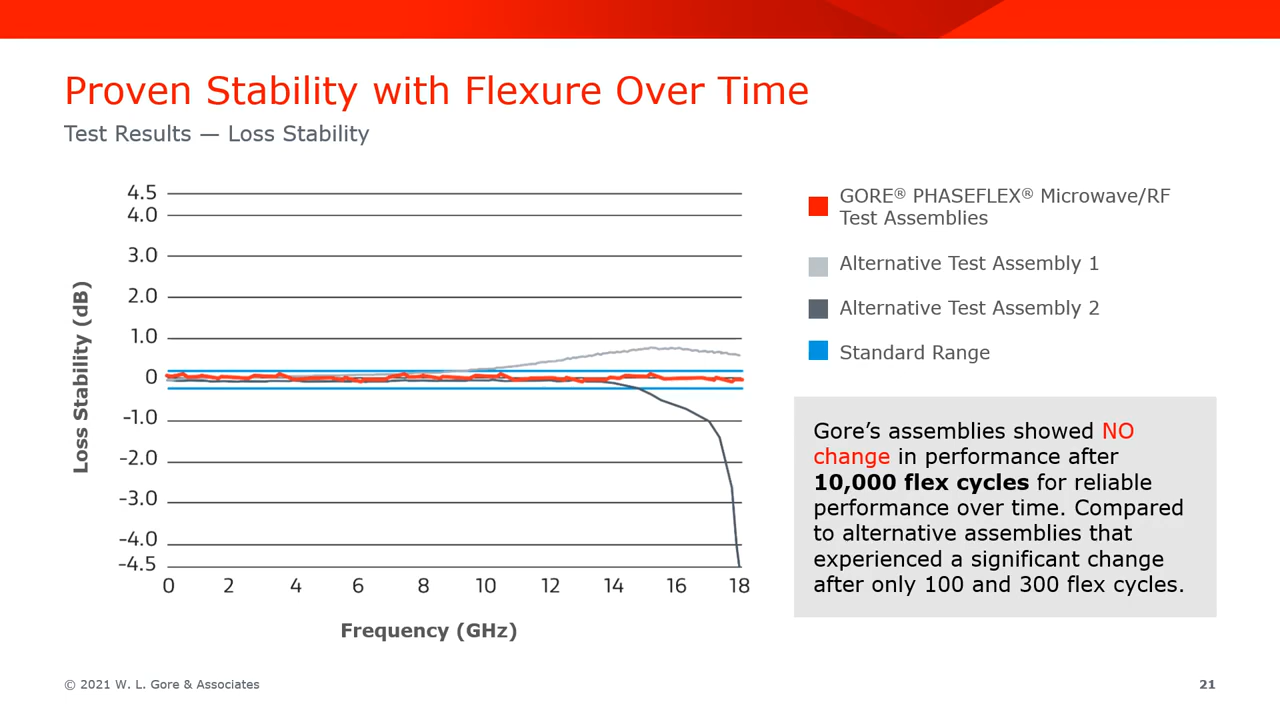 Proven Stability with Flexure Over Time
Test Results — Loss Stability
4.5
4.0
3.0
2.0
1.0
0
-1.0
-2.0
-3.0
-4.0
-4.5
Loss Stability (dB)
0 2 4 6 8 10 12 14 16 18
Frequency (GHz)
GORE® PHASEFLEX® Microwave/RF
Test Assemblies
Alternative Test Assembly 1
Alternative Test Assembly 2
Standard Range
Gore’s assemblies showed NO
change in performance after
10,000 flex cycles for reliable
performance over time. Compared
to alternative assemblies that
experienced a significant change
after only 100 and 300 flex cycles.
© 2021 W. L. Gore & Associates
21